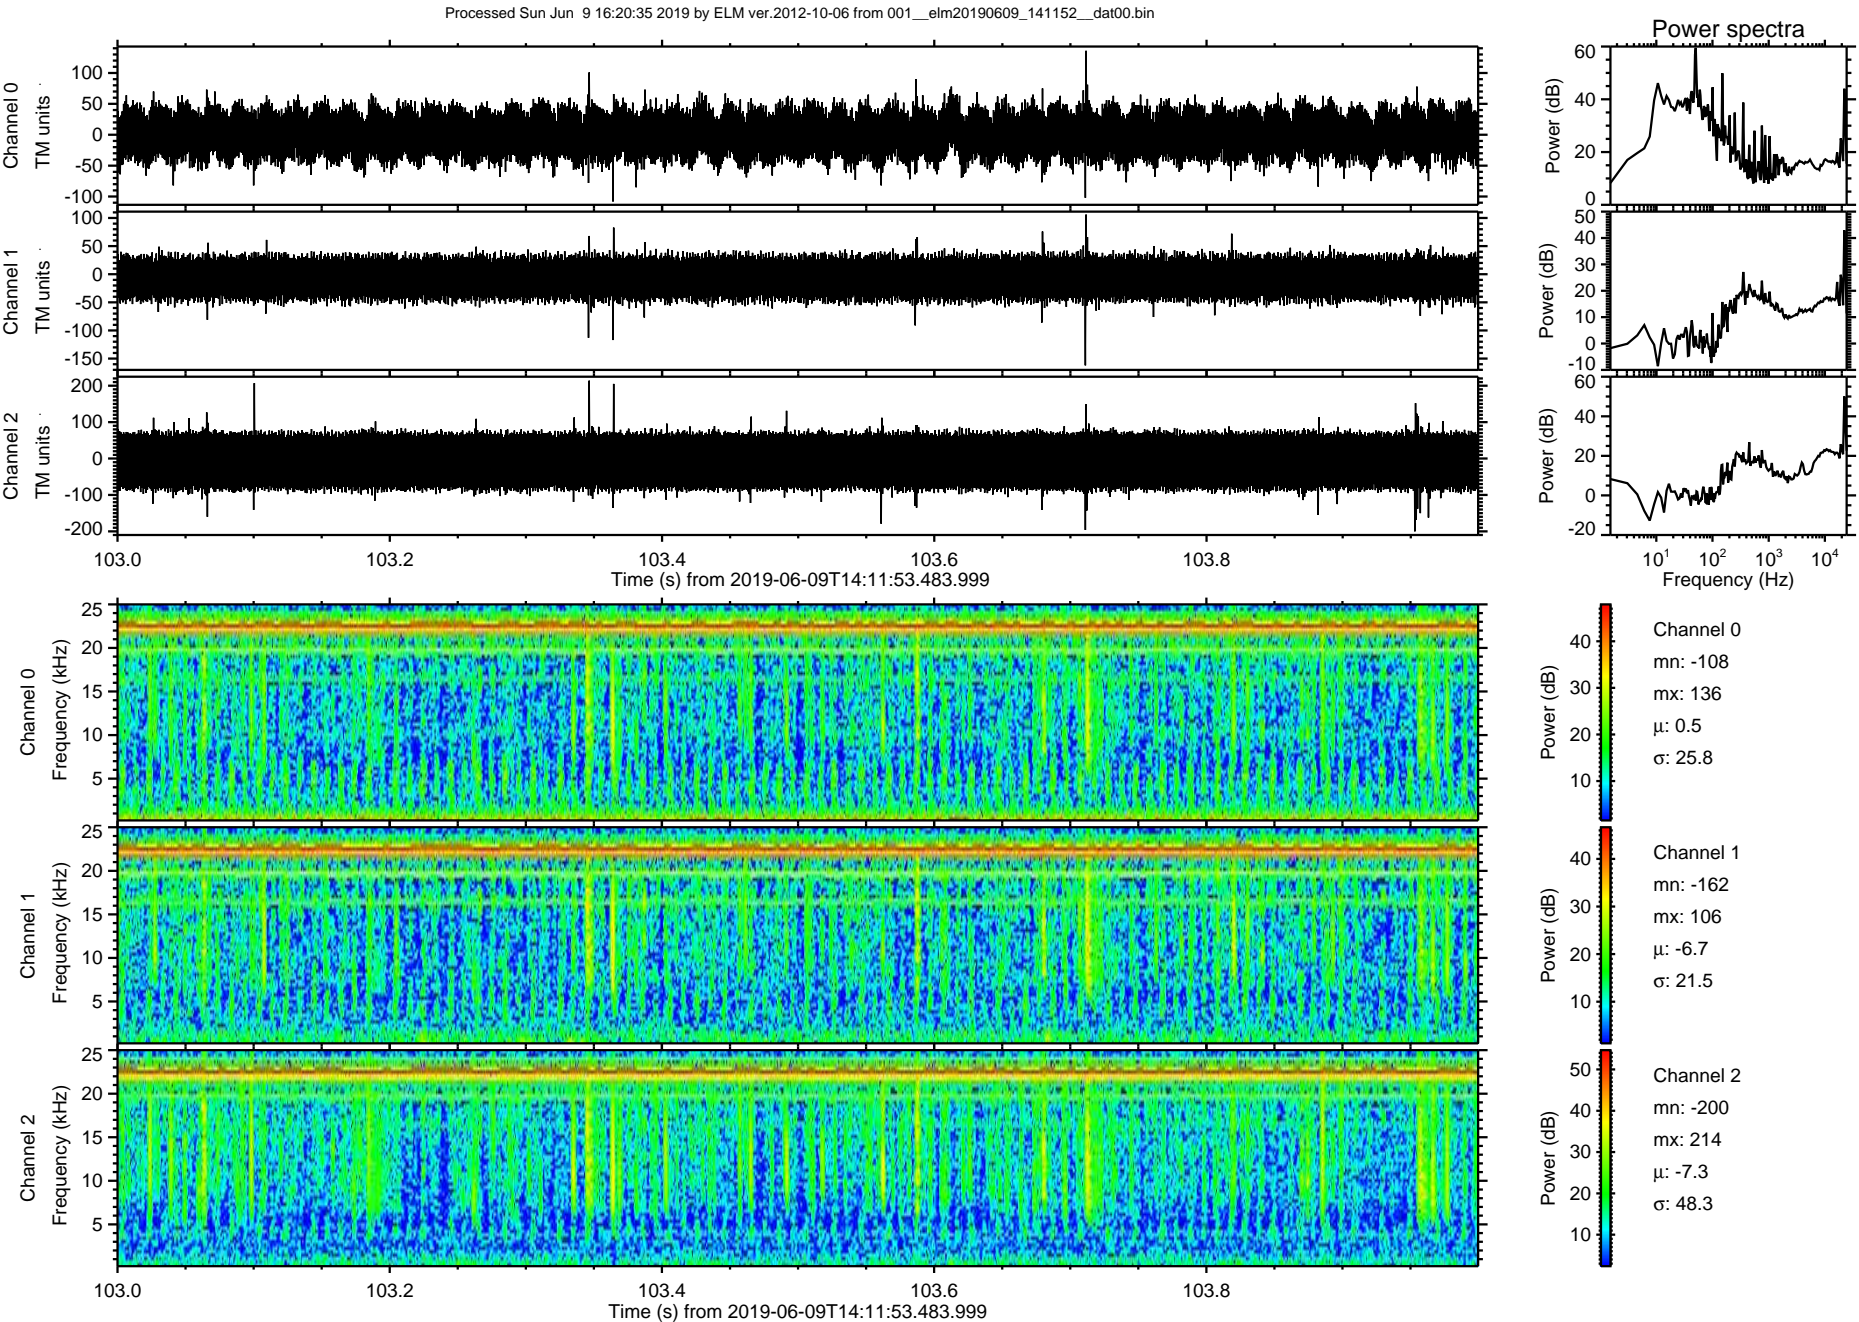 Processed Sun Jun  9 16:20:35 2019 by ELM ver.2012-10-06 from 001__elm20190609_141152__dat00.bin
Power spectra
Channel 0
TM units
100
50
0
-50
-100
Power (dB)
60
40
20
0
Channel 1
TM units
100
50
0
-50
-100
-150
Power (dB)
50
40
30
20
10
0
-10
Channel 2
TM units
200
100
0
-100
-200
Power (dB)
60
40
20
0
-20
103.0 103.2 103.4 103.6 103.8
Time (s) from 2019-06-09T14:11:53.483.999
10¹ 10² 10³ 10⁴
Frequency (Hz)
Channel 0
Frequency (kHz)
25
20
15
10
5
Power (dB)
40
30
20
10
Channel 0
mn: -108
mx: 136
μ: 0.5
σ: 25.8
Channel 1
Frequency (kHz)
25
20
15
10
5
Power (dB)
40
30
20
10
Channel 1
mn: -162
mx: 106
μ: -6.7
σ: 21.5
Channel 2
Frequency (kHz)
25
20
15
10
5
Power (dB)
50
40
30
20
10
Channel 2
mn: -200
mx: 214
μ: -7.3
σ: 48.3
103.0 103.2 103.4 103.6 103.8
Time (s) from 2019-06-09T14:11:53.483.999